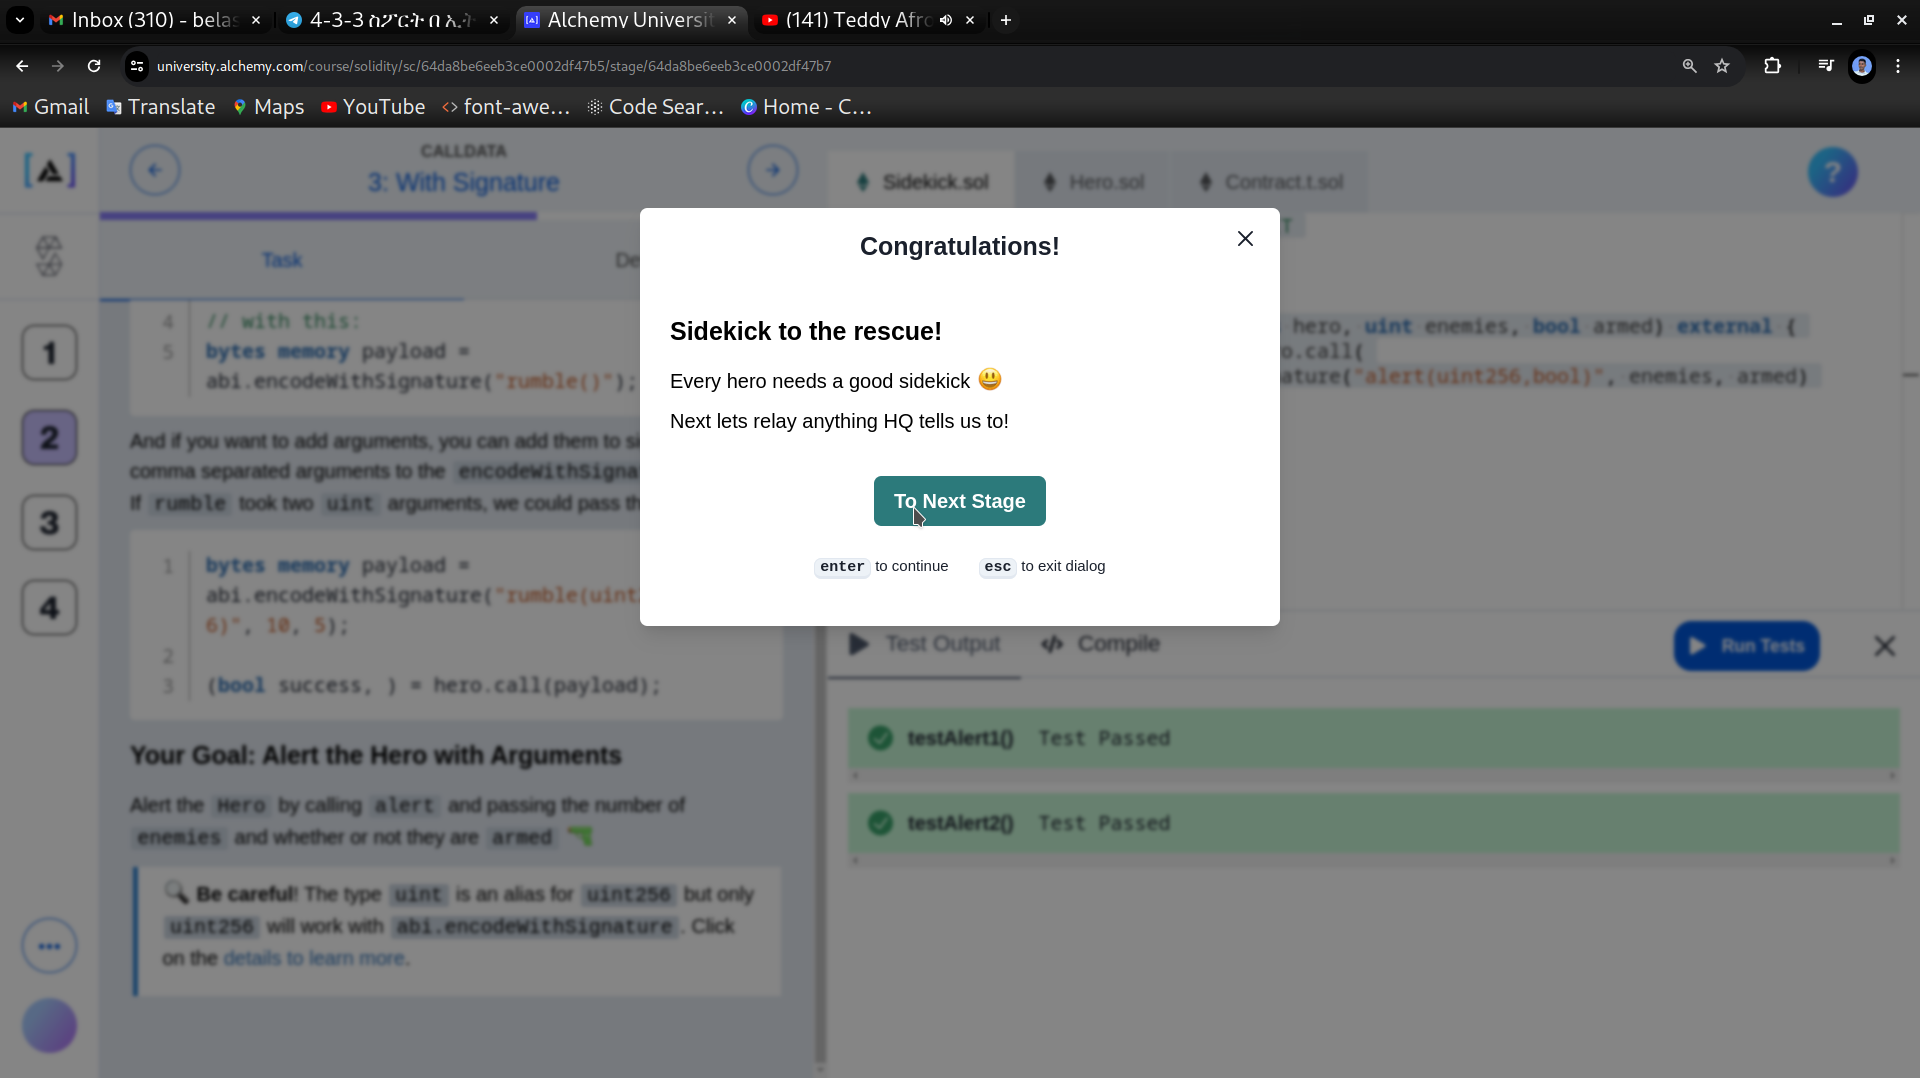 Inbox (310) - belas
4-3-3 ስፖርት በ ኢት
Alchemy Universit
(141) Teddy Afro
university.alchemy.com/course/solidity/sc/64da8be6eeb3ce0002df47b5/stage/64da8be6eeb3ce0002df47b7
Gmail
Translate
Maps
YouTube
font-awe...
Code Sear...
Home - C...
CALLDATA
3: With Signature
Task
De
1
2
3
4
4 // with this:
5 bytes memory payload =
abi.encodeWithSignature("rumble()");
And if you want to add arguments, you can add them to si
comma separated arguments to the encodeWithSigna
If rumble took two uint arguments, we could pass th
1 bytes memory payload =
abi.encodeWithSignature("rumble(uint
6)", 10, 5);
2
3 (bool success, ) = hero.call(payload);
Your Goal: Alert the Hero with Arguments
Alert the Hero by calling alert and passing the number of
enemies and whether or not they are armed
Be careful! The type uint is an alias for uint256 but only
uint256 will work with abi.encodeWithSignature. Click
on the details to learn more.
Sidekick.sol
Hero.sol
Contract.t.sol
?
T
hero, uint enemies, bool armed) external {
o.call(
ature("alert(uint256,bool)", enemies, armed)
Congratulations!
Sidekick to the rescue!
Every hero needs a good sidekick 😃
Next lets relay anything HQ tells us to!
To Next Stage
enter to continue esc to exit dialog
Test Output
Compile
Run Tests
testAlert1() Test Passed
testAlert2() Test Passed